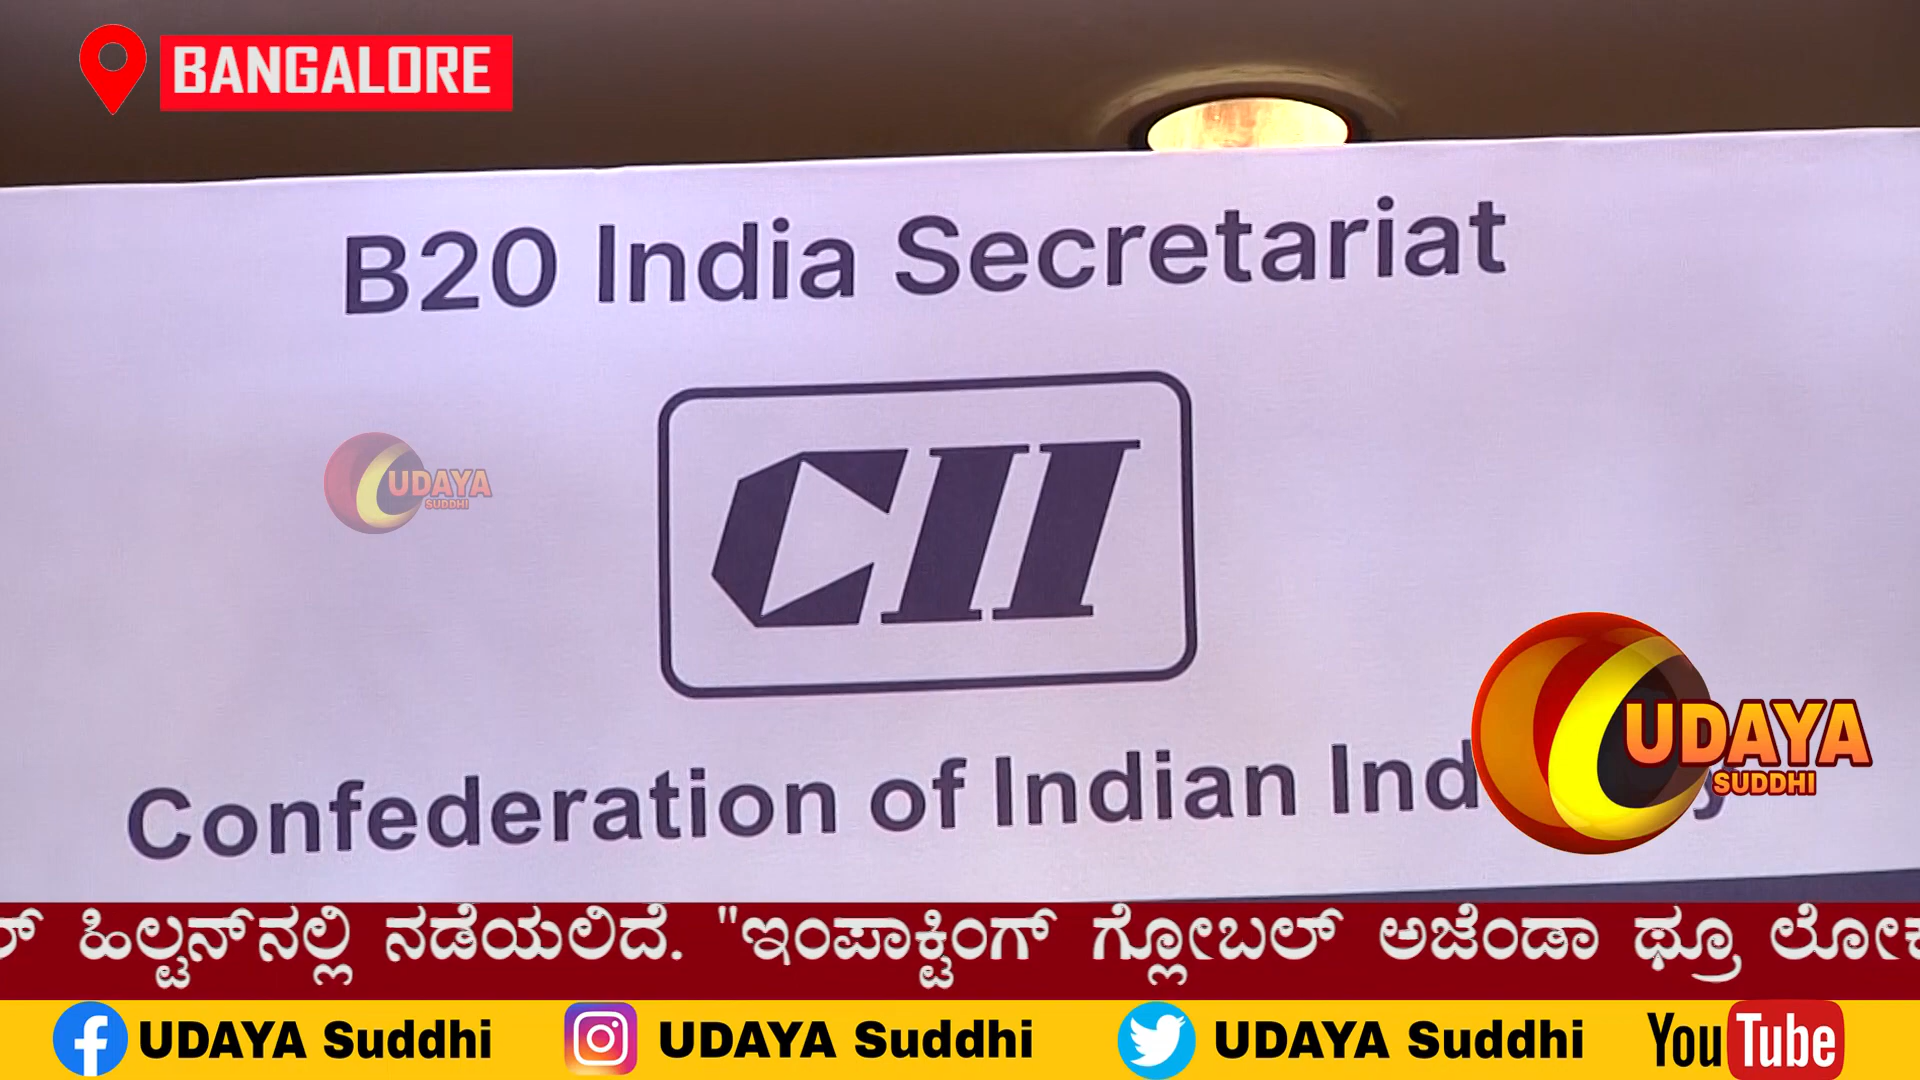 BANGALORE
B20 India Secretariat
CII
UDAYA
SUDDHI
Confederation of Indian
UDAYA
SUDDHI
ಹಿಲ್ಟನ್‌ನಲ್ಲಿ ನಡೆಯಲಿದೆ. "ಇಂಪಾಕ್ಟಿಂಗ್ ಗ್ಲೋಬಲ್ ಅಜೆಂಡಾ ಥ್ರೂ
UDAYA Suddhi UDAYA Suddhi UDAYA Suddhi YouTube